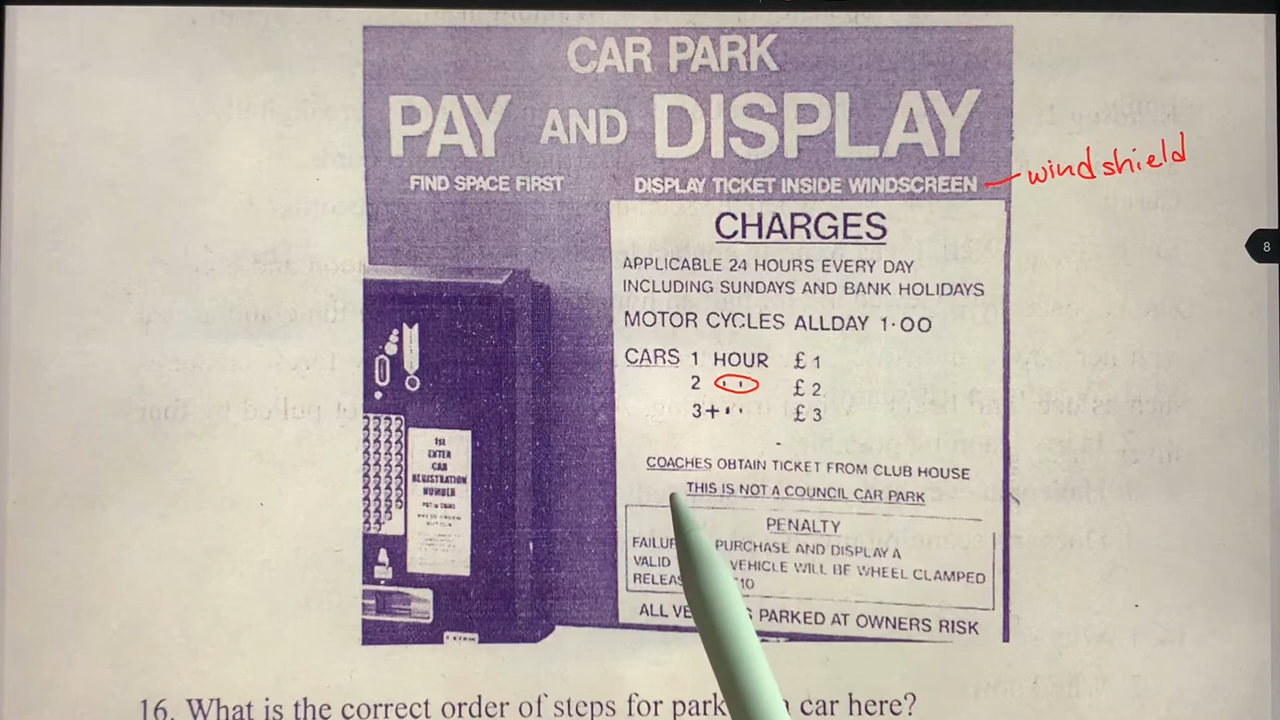 CAR PARK
PAY AND DISPLAY
FIND SPACE FIRST
DISPLAY TICKET INSIDE WINDSCREEN
windshield
CHARGES
APPLICABLE 24 HOURS EVERY DAY
INCLUDING SUNDAYS AND BANK HOLIDAYS
MOTOR CYCLES ALLDAY 1·00
CARS 1 HOUR £1
2 " £2
3+ " £3
COACHES OBTAIN TICKET FROM CLUB HOUSE
THIS IS NOT A COUNCIL CAR PARK
PENALTY
PURCHASE AND DISPLAY A
VALID VEHICLE WILL BE WHEEL CLAMPED
ALL PARKED AT OWNERS RISK
1st
ENTER
CAR
REGISTRATION
NUMBER
8
16. What is the correct order of steps for car here?